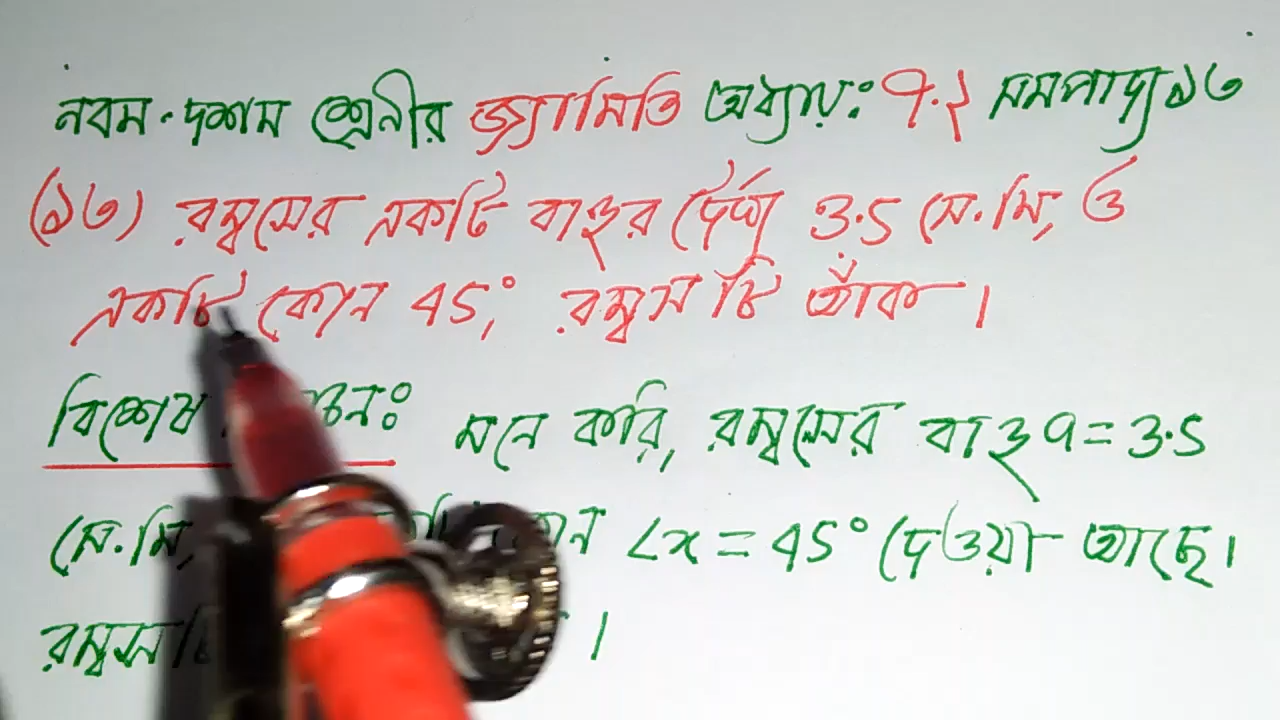 নবম-দশম শ্রেনীর জ্যামিতি অধ্যায়: ৭.২ সমপাদ্য ১৩
(১৩) রম্বসের একটি বাহুর দৈর্ঘ্য 3.5 সে.মি, ও
একটি কোন 45°, রম্বসটি আঁক।
বিশেষ মনে করি, রম্বসের বাহু a = 3.5
সে.মি, ∠x = 45° দেওয়া আছে।
রম্বসটি ।